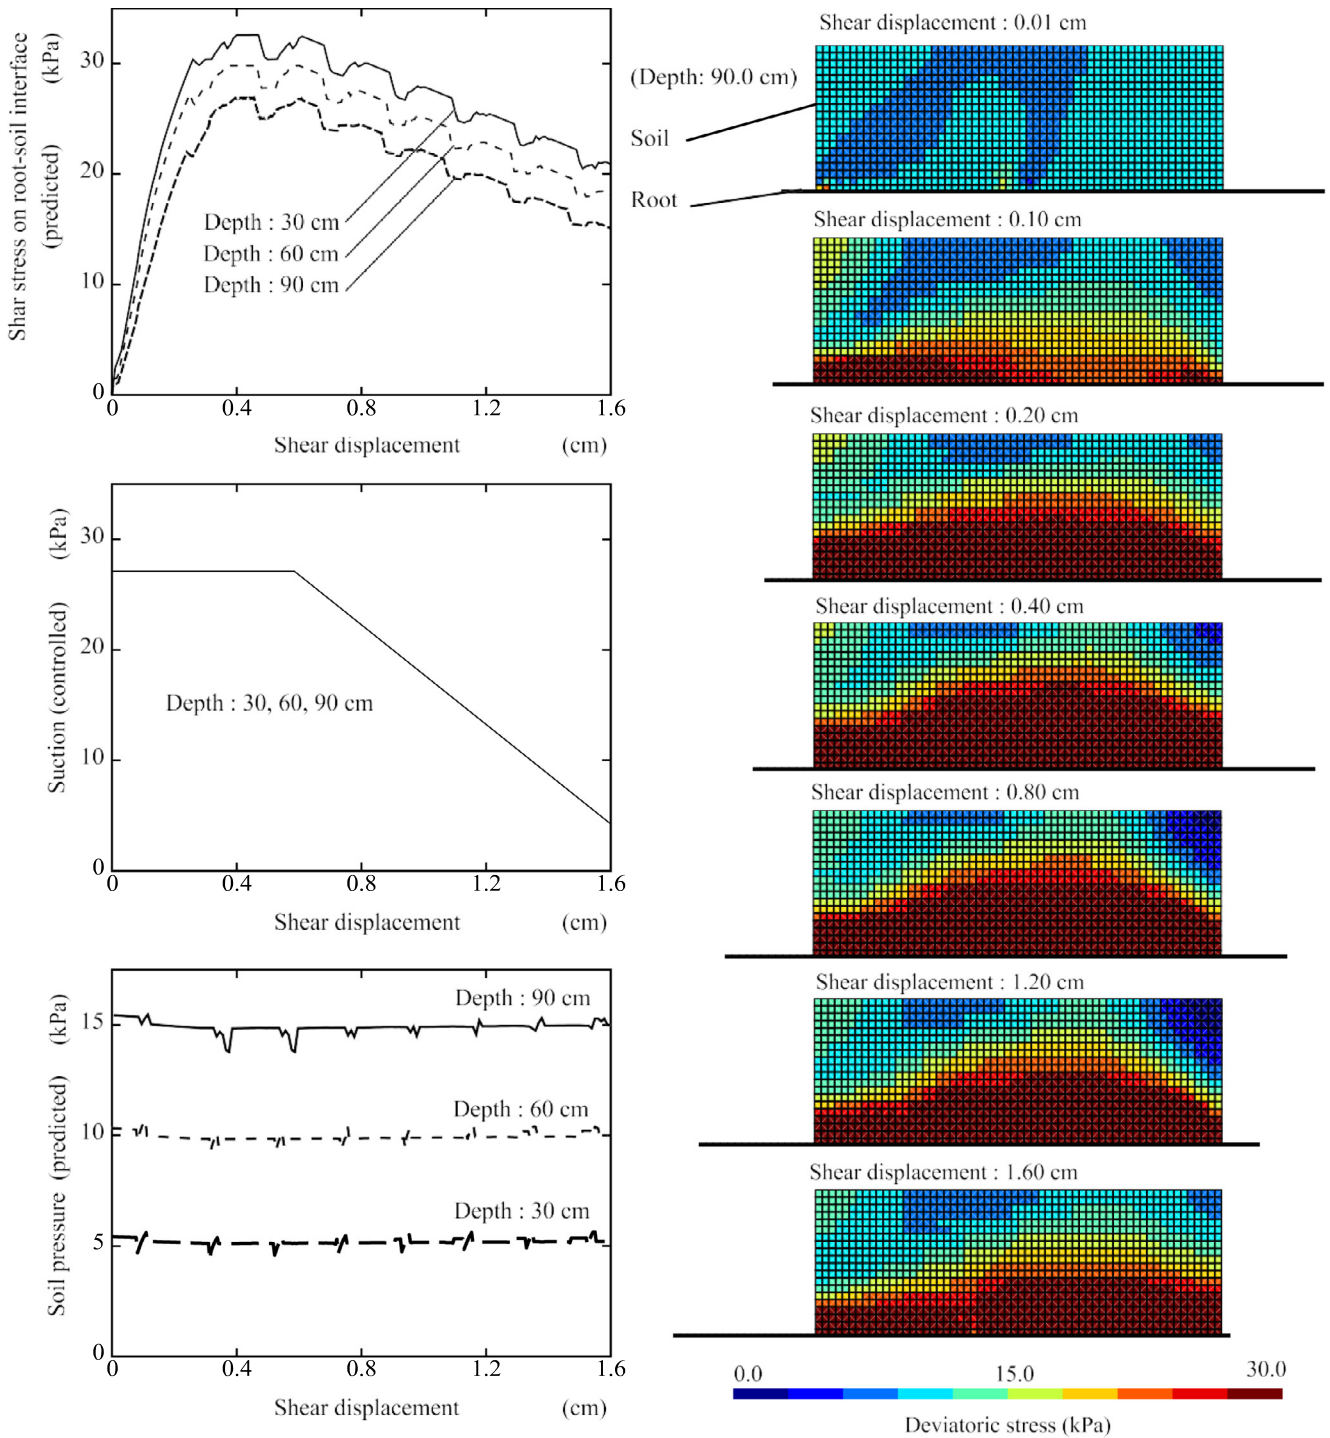 Shar stress on root-soil interface (kPa)
(predicted)
30
20
10
0
0 0.4 0.8 1.2 1.6
Shear displacement (cm)
Depth : 30 cm
Depth : 60 cm
Depth : 90 cm
Suction (controlled) (kPa)
30
20
10
0
0 0.4 0.8 1.2 1.6
Shear displacement (cm)
Depth : 30, 60, 90 cm
Soil pressure (predicted) (kPa)
15
10
5
0
0 0.4 0.8 1.2 1.6
Shear displacement (cm)
Depth : 90 cm
Depth : 60 cm
Depth : 30 cm
Shear displacement : 0.01 cm
(Depth: 90.0 cm)
Soil
Root
Shear displacement : 0.10 cm
Shear displacement : 0.20 cm
Shear displacement : 0.40 cm
Shear displacement : 0.80 cm
Shear displacement : 1.20 cm
Shear displacement : 1.60 cm
0.0 15.0 30.0
Deviatoric stress (kPa)